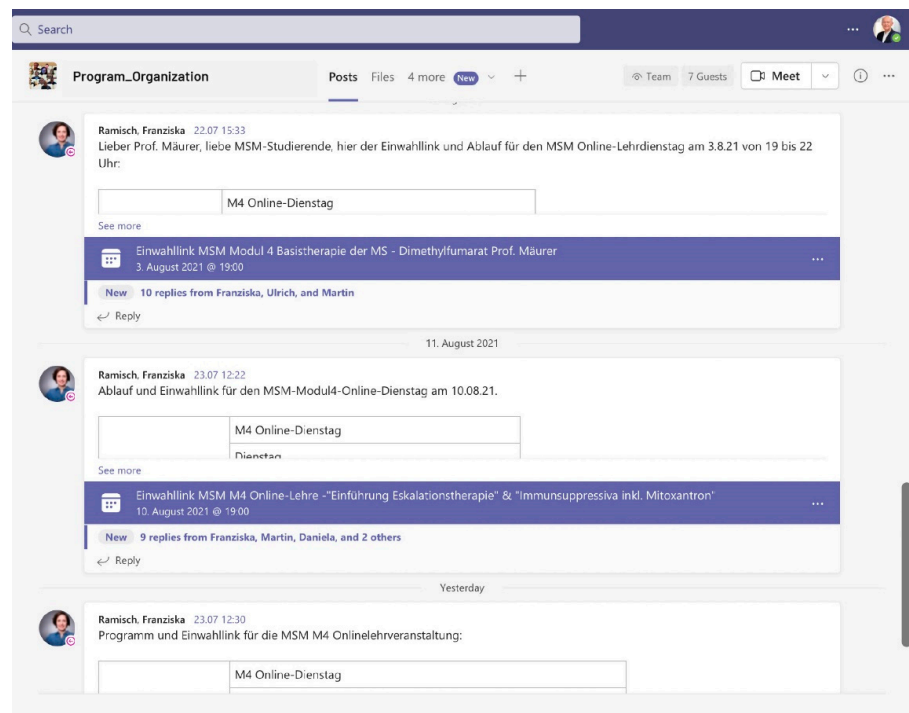 Search
Program_Organization
Posts Files 4 more New
Team 7 Guests Meet
Ramisch, Franziska 22.07 15:33
Lieber Prof. Mäurer, liebe MSM-Studierende, hier der Einwahllink und Ablauf für den MSM Online-Lehrdienstag am 3.8.21 von 19 bis 22
Uhr:
M4 Online-Dienstag
See more
Einwahllink MSM Modul 4 Basistherapie der MS - Dimethylfumarat Prof. Mäurer
3. August 2021 @ 19:00
New 10 replies from Franziska, Ulrich, and Martin
Reply
11. August 2021
Ramisch, Franziska 23.07 12:22
Ablauf und Einwahllink für den MSM-Modul4-Online-Dienstag am 10.08.21.
M4 Online-Dienstag
Dienstag
See more
Einwahllink MSM M4 Online-Lehre -"Einführung Eskalationstherapie" & "Immunsuppressiva inkl. Mitoxantron"
10. August 2021 @ 19:00
New 9 replies from Franziska, Martin, Daniela, and 2 others
Reply
Yesterday
Ramisch, Franziska 23.07 12:30
Programm und Einwahllink für die MSM M4 Onlinelehrveranstaltung:
M4 Online-Dienstag